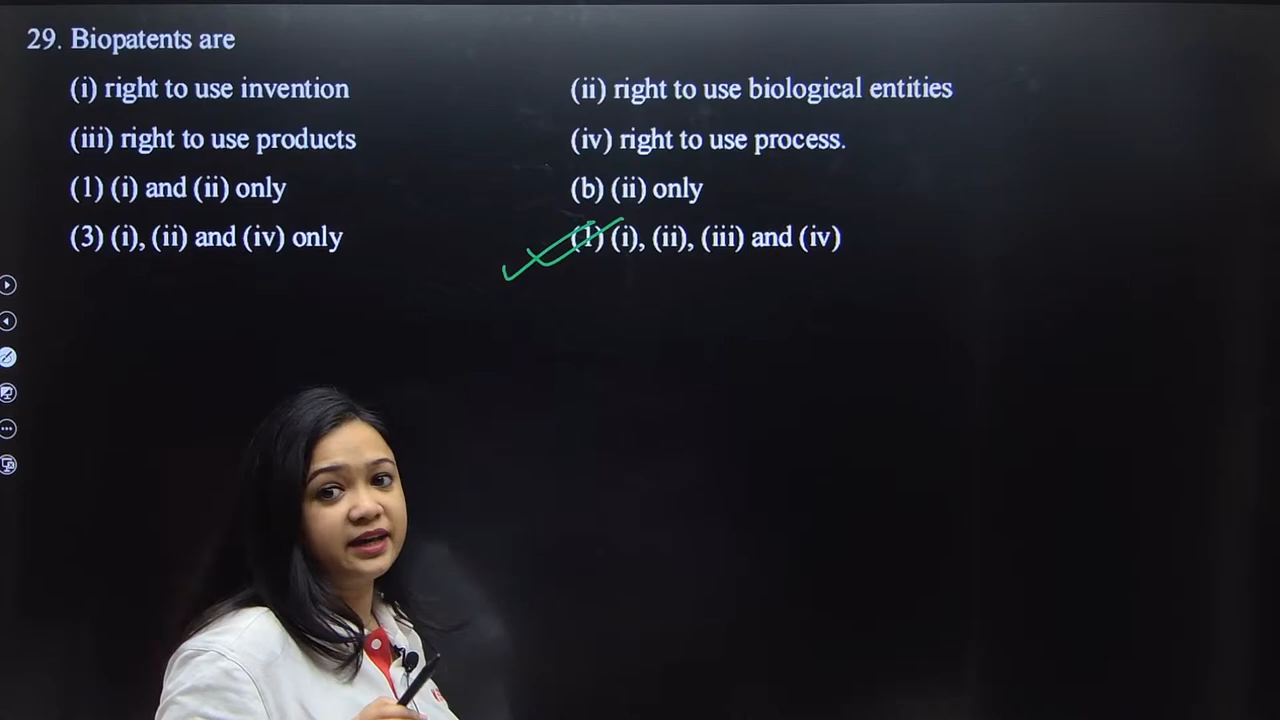 29. Biopatents are
(i) right to use invention (ii) right to use biological entities
(iii) right to use products (iv) right to use process.
(1) (i) and (ii) only (b) (ii) only
(3) (i), (ii) and (iv) only (1) (i), (ii), (iii) and (iv)